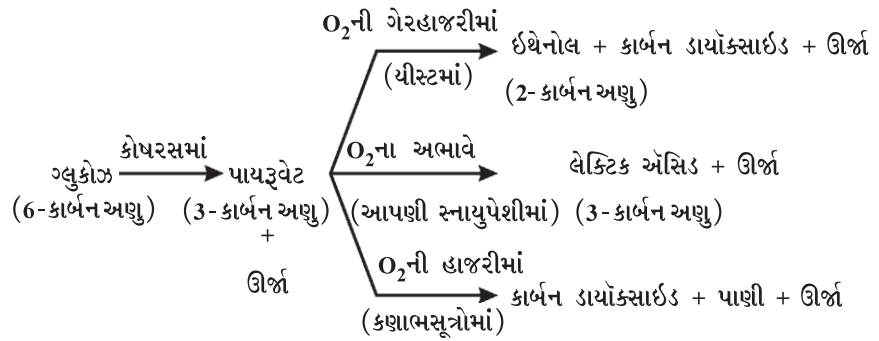 O₂ની ગેરહાજરીમાં
ઇથેનોલ + કાર્બન ડાયૉક્સાઇડ + ઊર્જા
(યીસ્ટમાં)
(2-કાર્બન અણુ)
કોષરસમાં
O₂ના અભાવે
ગ્લુકોઝ
પાયરૂવેટ
લેક્ટિક ઍસિડ + ઊર્જા
(6-કાર્બન અણુ)
(3-કાર્બન અણુ)
(આપણી સ્નાયુપેશીમાં)
(3-કાર્બન અણુ)
+
ઊર્જા
O₂ની હાજરીમાં
કાર્બન ડાયૉક્સાઇડ + પાણી + ઊર્જા
(કણાભસૂત્રોમાં)